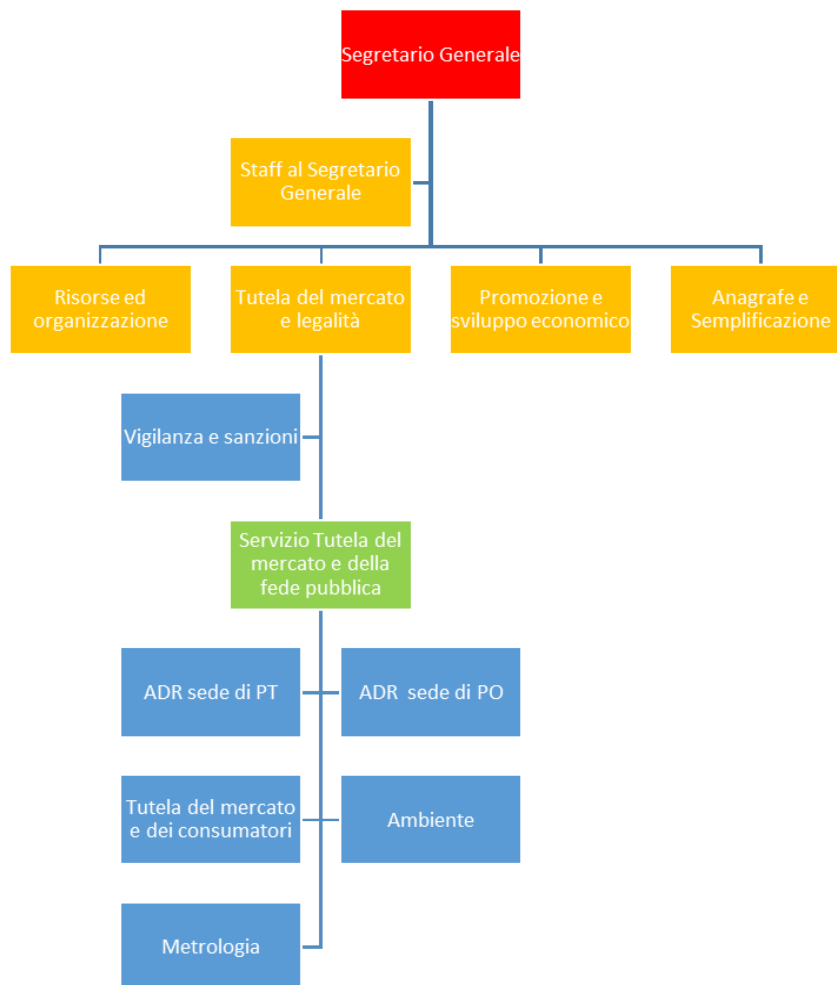 Segretario Generale
Staff al Segretario
Generale
Risorse ed
organizzazione
Tutela del mercato
e legalità
Promozione e
sviluppo economico
Anagrafe e
Semplificazione
Vigilanza e sanzioni
Servizio Tutela del
mercato e della
fede pubblica
ADR sede di PT
ADR sede di PO
Tutela del mercato
e dei consumatori
Ambiente
Metrologia